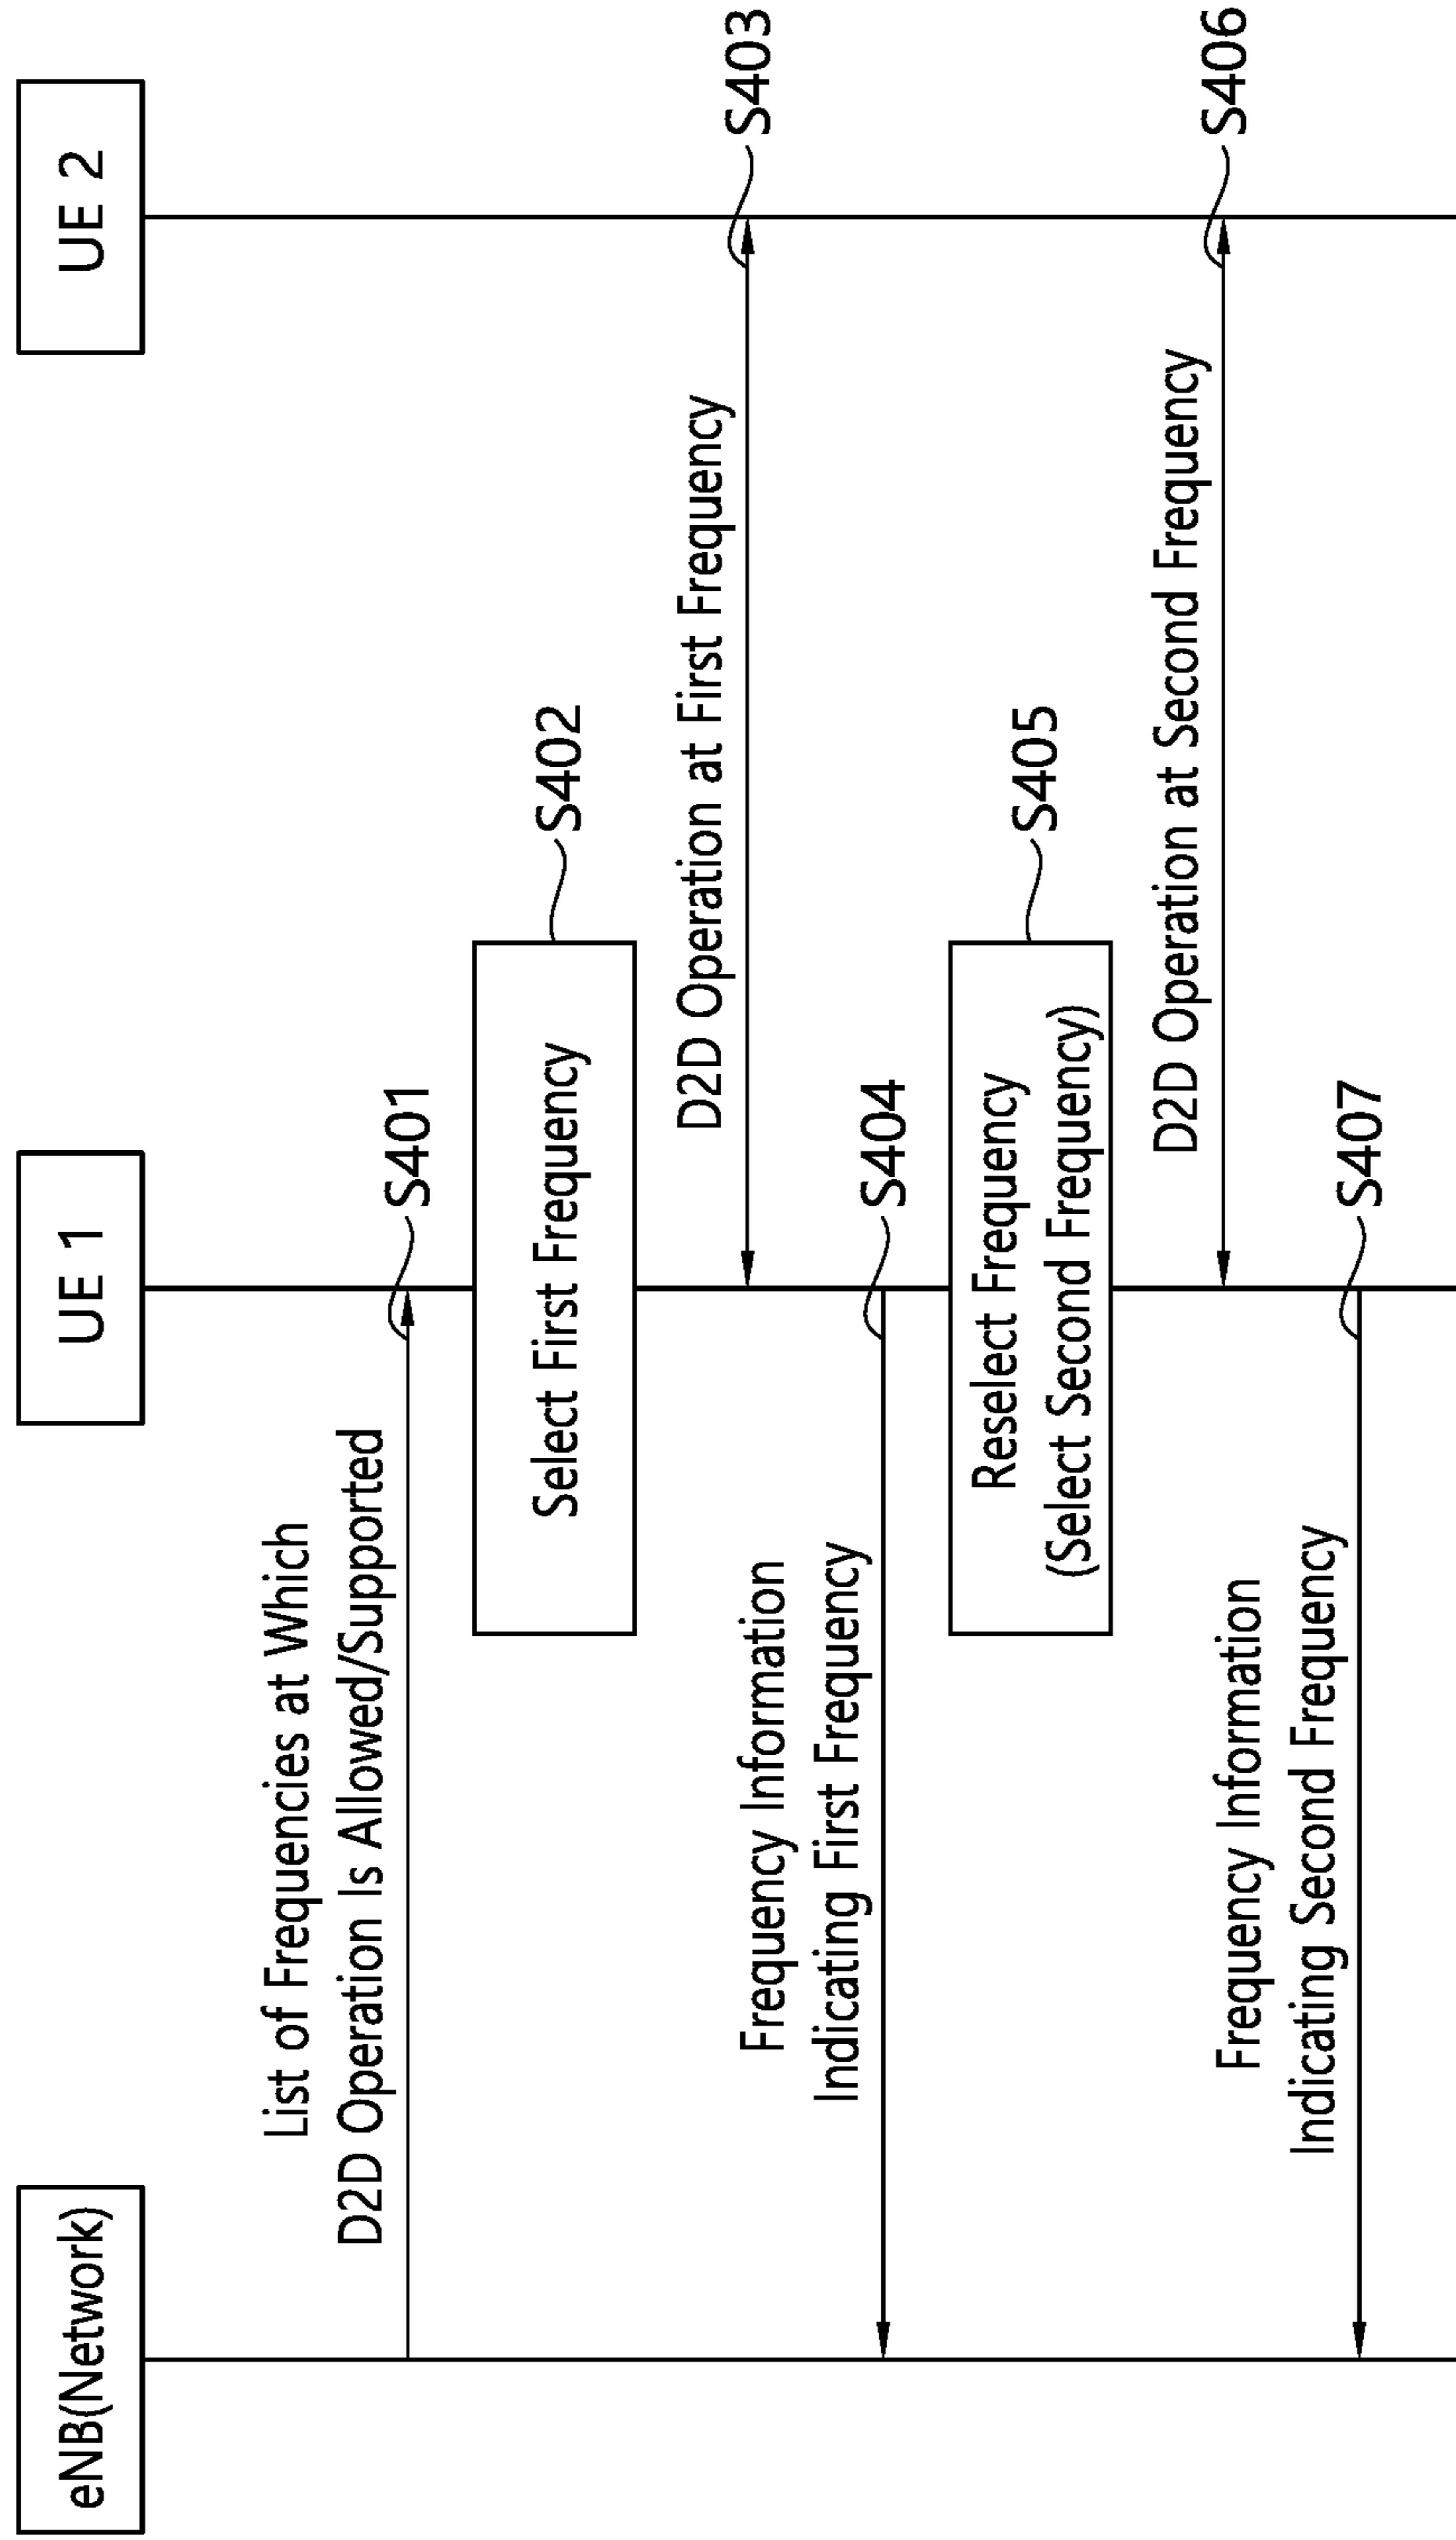 eNB(Network)
UE 1
UE 2
List of Frequencies at Which
D2D Operation Is Allowed/Supported
S401
Select First Frequency
S402
D2D Operation at First Frequency
S403
Frequency Information
Indicating First Frequency
S404
Reselect Frequency
(Select Second Frequency)
S405
D2D Operation at Second Frequency
S406
Frequency Information
Indicating Second Frequency
S407